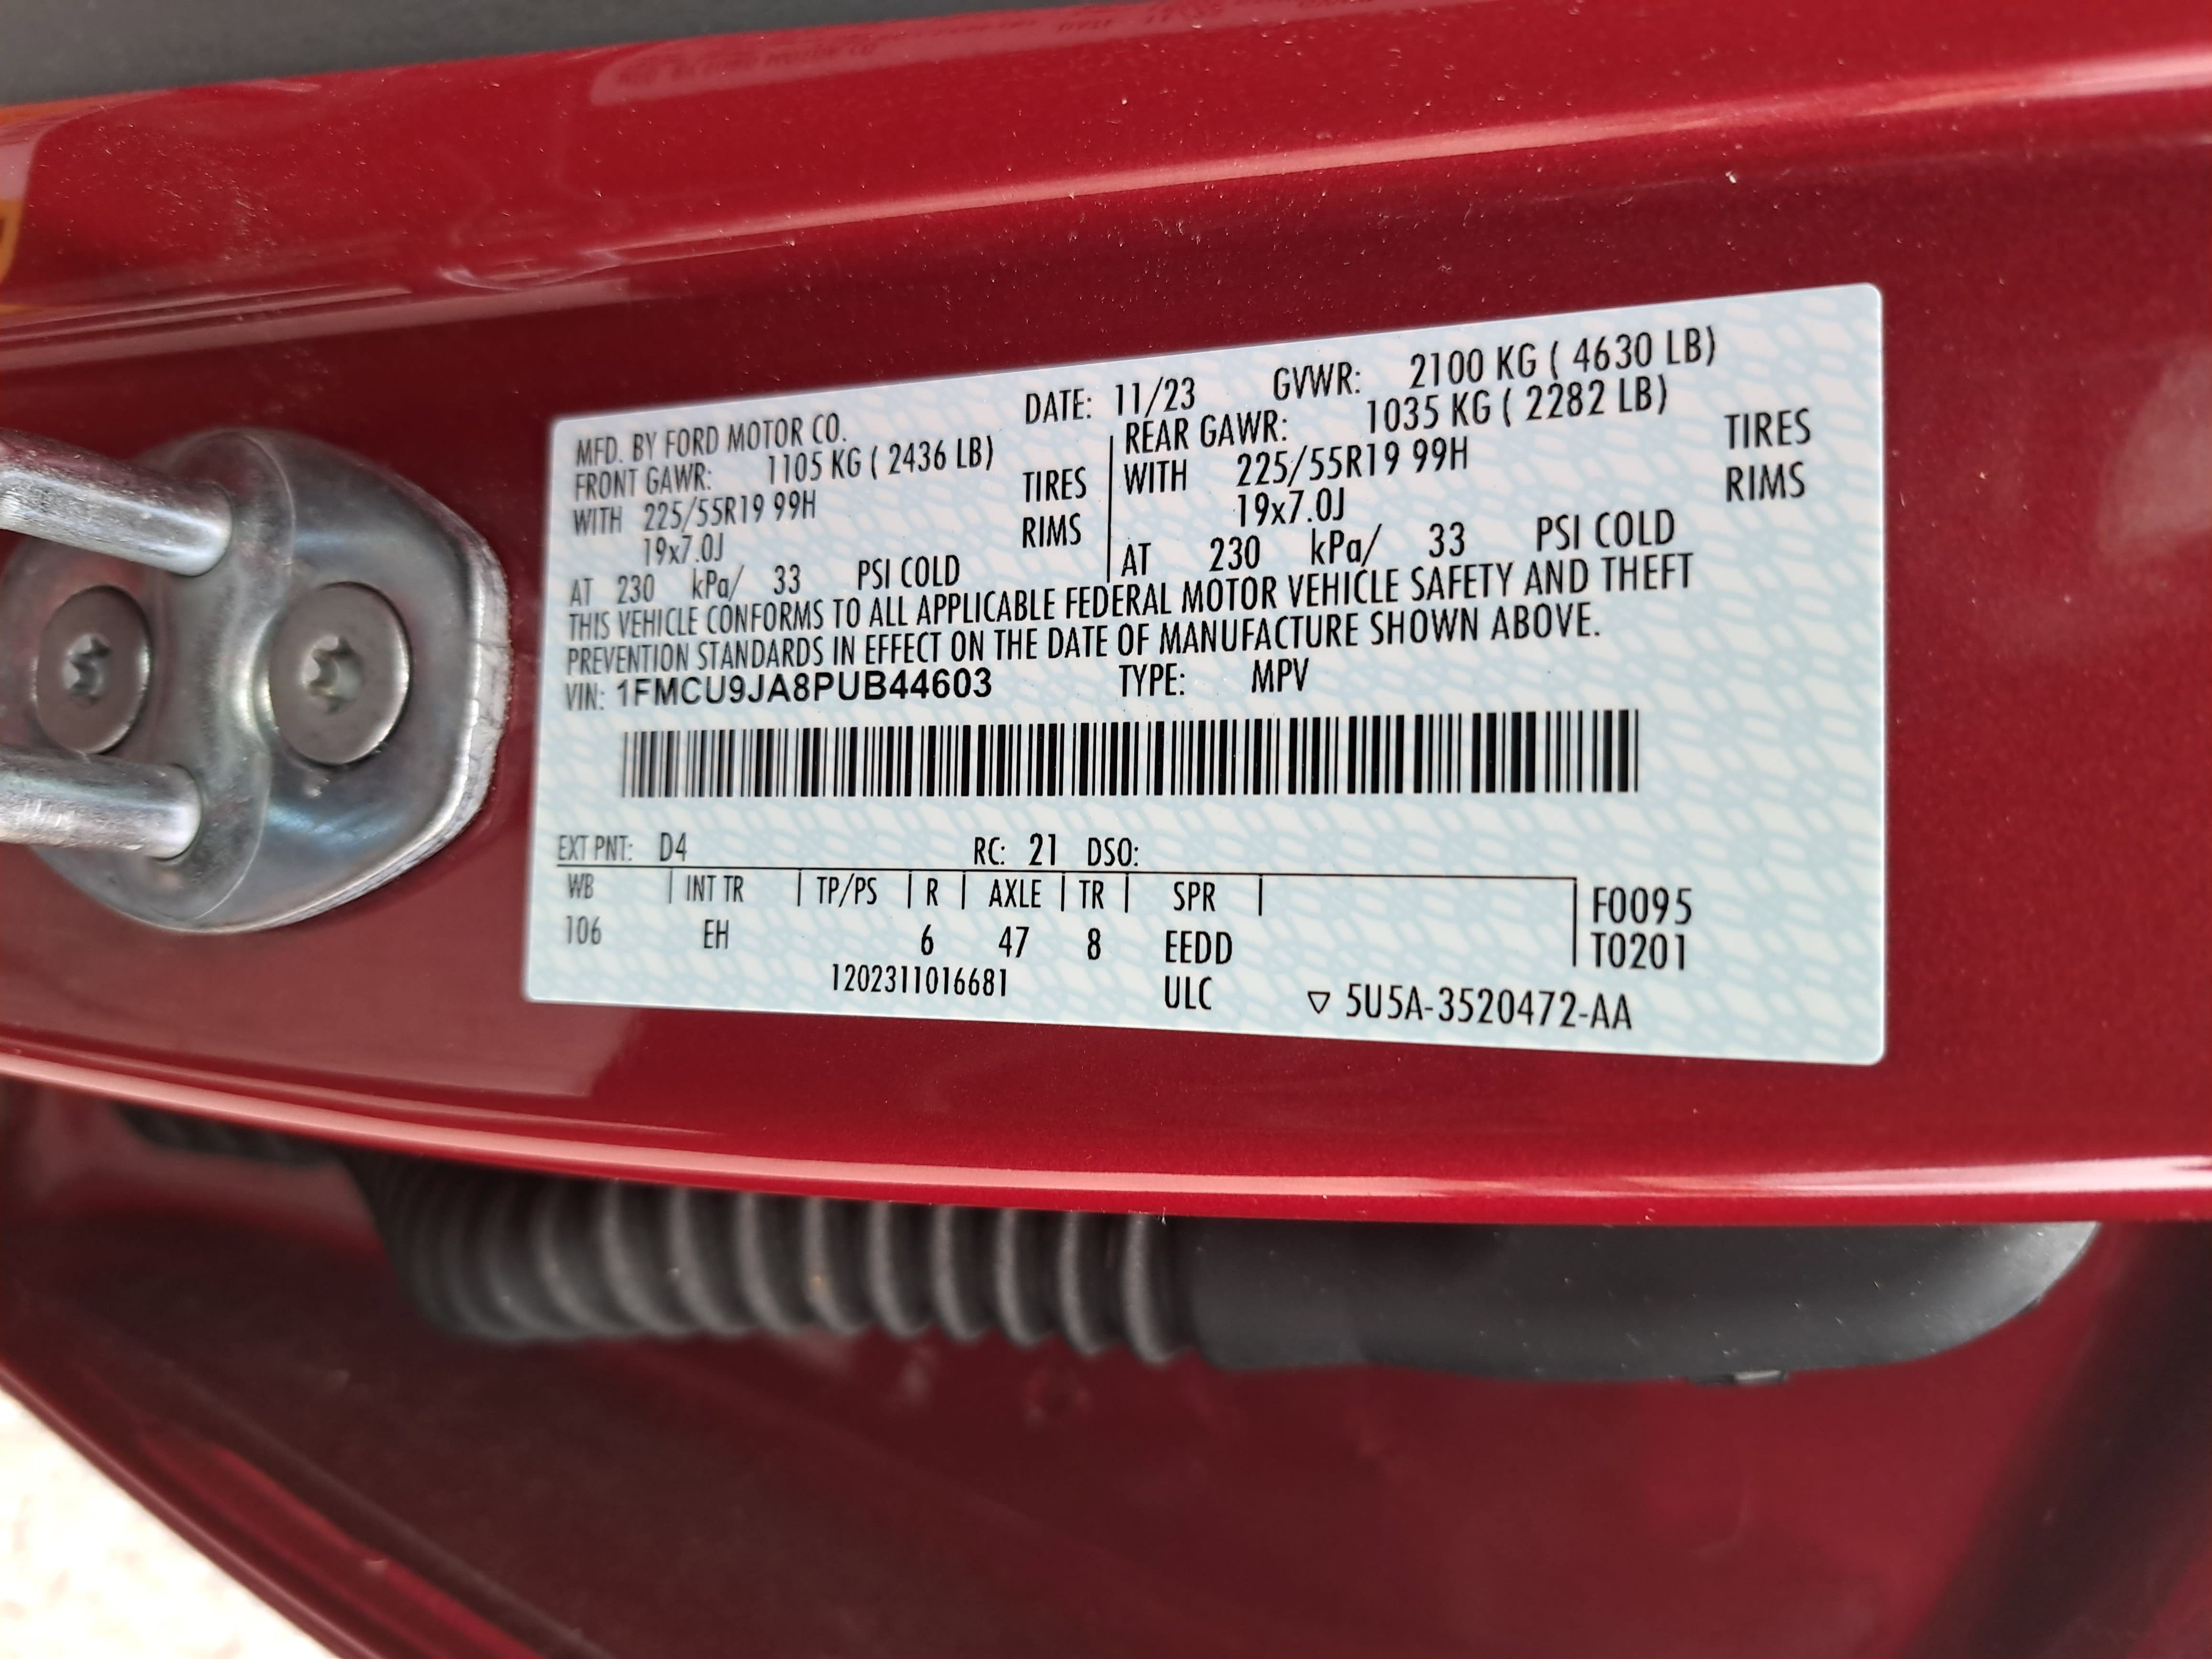 MFD. BY FORD MOTOR CO. DATE: 11/23 GVWR: 2100 KG ( 4630 LB)
FRONT GAWR: 1105 KG ( 2436 LB) REAR GAWR: 1035 KG ( 2282 LB)
WITH 225/55R19 99H TIRES WITH 225/55R19 99H TIRES
19x7.0J RIMS 19x7.0J RIMS
AT 230 kPa/ 33 PSI COLD AT 230 kPa/ 33 PSI COLD
THIS VEHICLE CONFORMS TO ALL APPLICABLE FEDERAL MOTOR VEHICLE SAFETY AND THEFT
PREVENTION STANDARDS IN EFFECT ON THE DATE OF MANUFACTURE SHOWN ABOVE.
VIN: 1FMCU9JA8PUB44603 TYPE: MPV
EXT PNT: D4 RC: 21 DSO:
WB | INT TR | TP/PS | R | AXLE | TR | SPR | F0095
106 EH 6 47 8 EEDD T0201
1202311016681 ULC ▽ 5U5A-3520472-AA